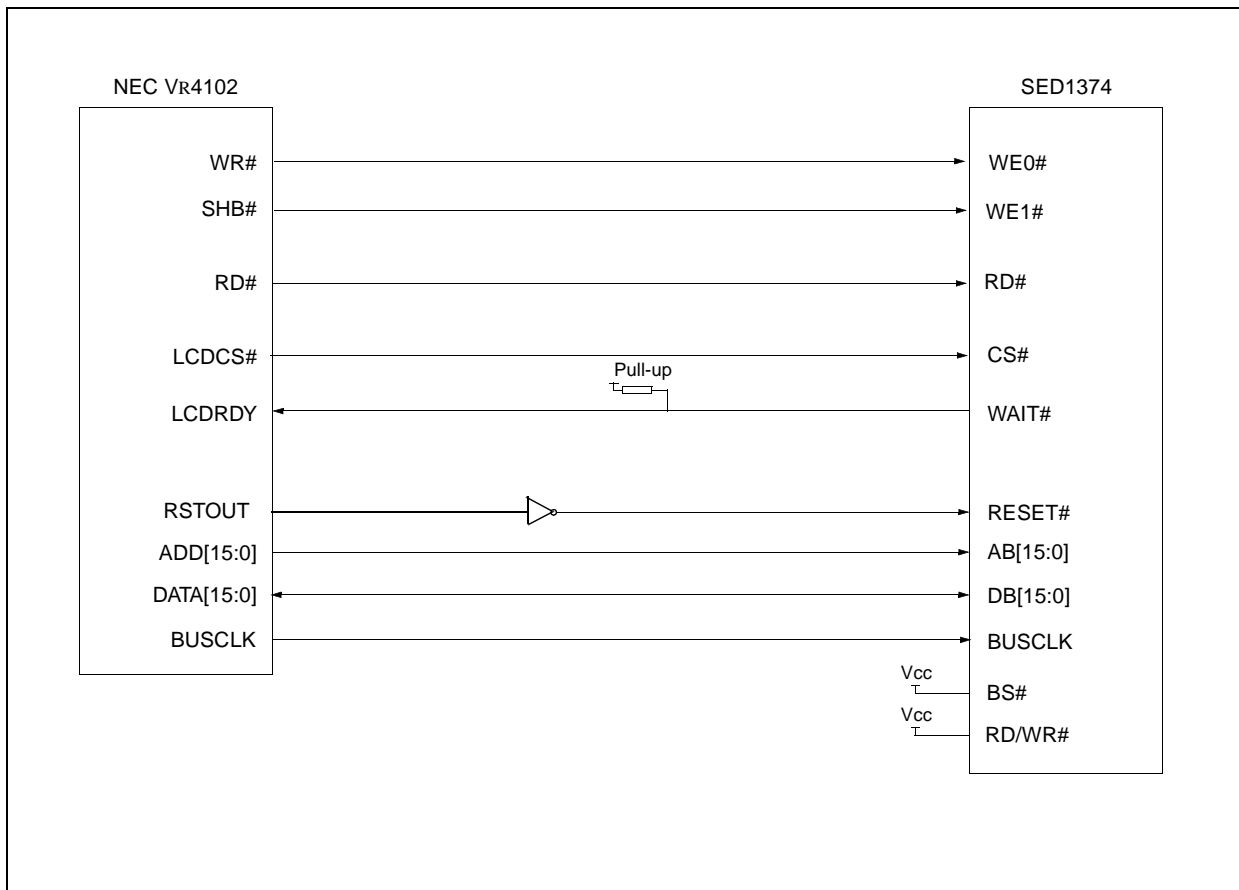 NEC VR4102 SED1374
WR# WE0#
SHB# WE1#
RD# RD#
LCDCS# CS#
Pull-up
LCDRDY WAIT#
RSTOUT RESET#
ADD[15:0] AB[15:0]
DATA[15:0] DB[15:0]
BUSCLK BUSCLK
Vcc BS#
Vcc RD/WR#